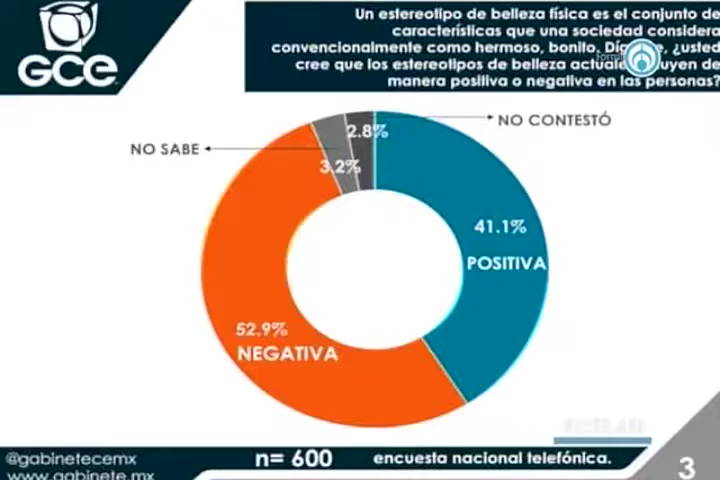 GCE
Un estereotipo de belleza física es el conjunto de
características que una sociedad considera
convencionalmente como hermoso, bonito. ¿usted
cree que los estereotipos de belleza de
manera positiva o negativa en las personas?
NO CONTESTÓ
2.8%
NO SABE
3.2%
41.1%
POSITIVA
52.9%
NEGATIVA
@gabinetecemx
www.gabinete.mx
n= 600
encuesta nacional telefónica.
3